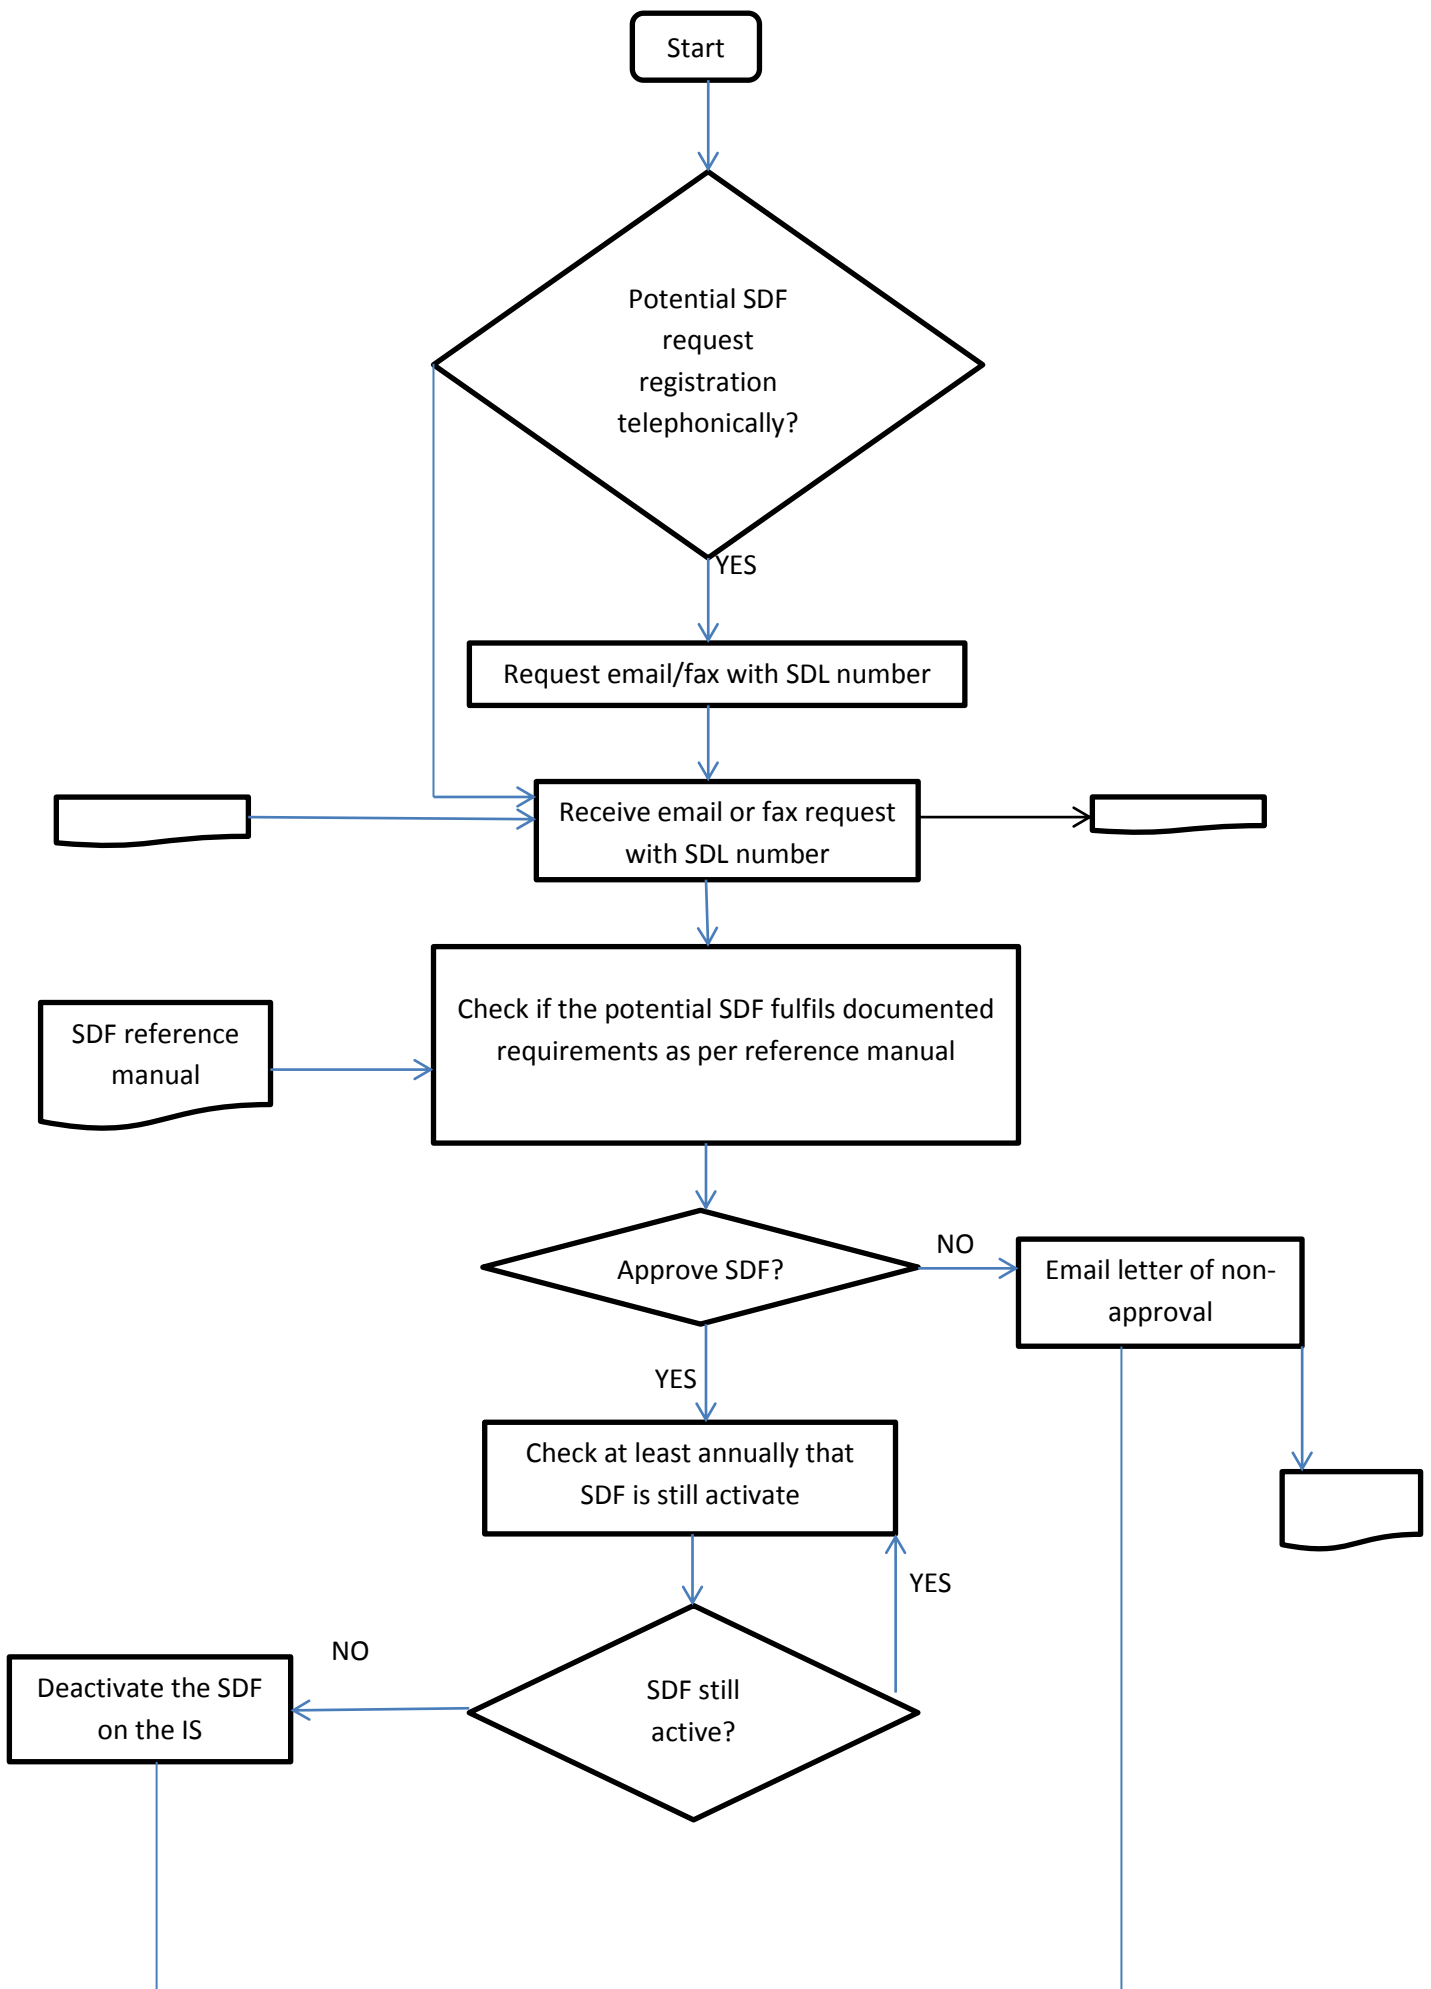 Start
Potential SDF
request
registration
telephonically?
YES
Request email/fax with SDL number
Receive email or fax request
with SDL number
SDF reference
manual
Check if the potential SDF fulfils documented
requirements as per reference manual
Approve SDF?
NO
Email letter of non-
approval
YES
Check at least annually that
SDF is still activate
YES
NO
Deactivate the SDF
on the IS
SDF still
active?